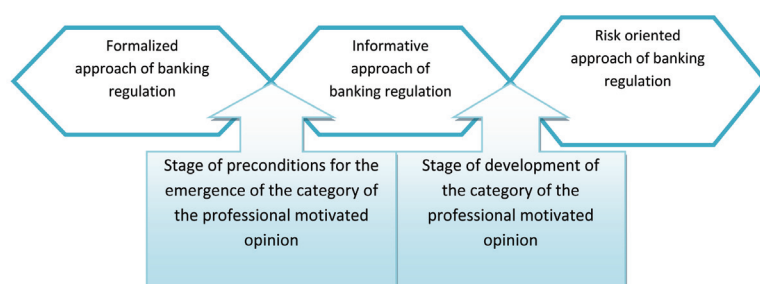 Formalized
approach of banking
regulation
Informative
approach of
banking regulation
Risk oriented
approach of banking
regulation
Stage of preconditions for the
emergence of the category of
the professional motivated
opinion
Stage of development of
the category of the
professional motivated
opinion